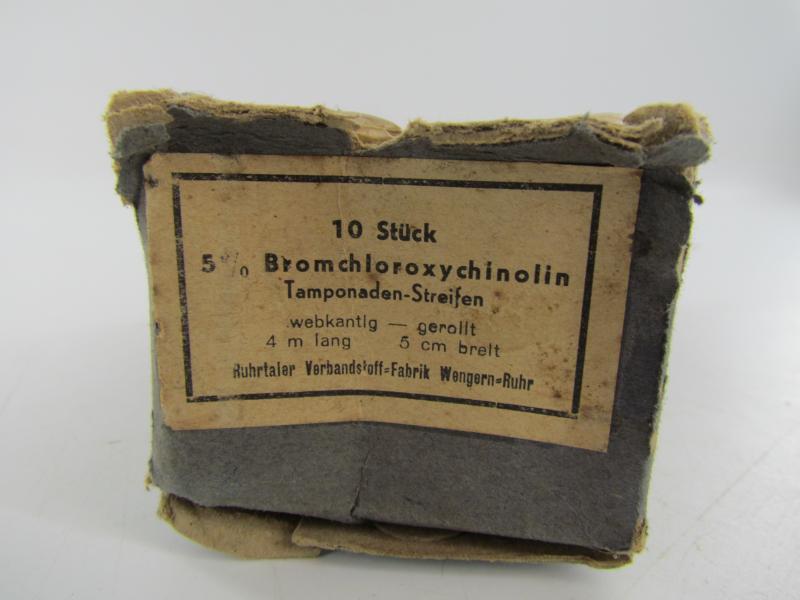 10 Stück
5% Bromchloroxychinolin
Tamponaden-Streifen
webkantig — gerollt
4 m lang 5 cm breit
Ruhrtaler Verbandstoff=Fabrik Wengern=Ruhr